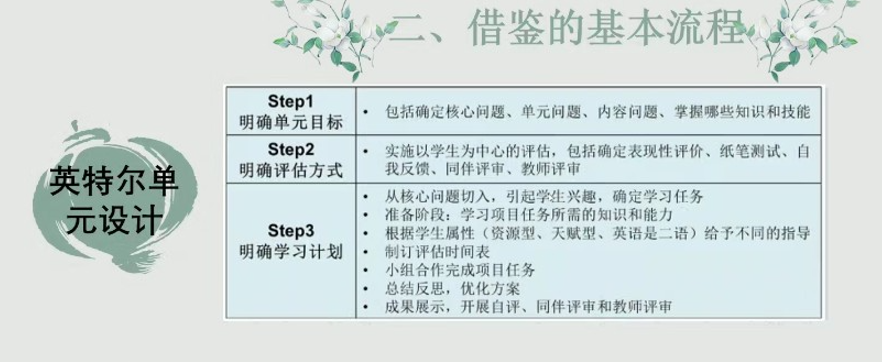 二、借鉴的基本流程
英特尔单
元设计
Step1
明确单元目标
• 包括确定核心问题、单元问题、内容问题、掌握哪些知识和技能
Step2
明确评估方式
• 实施以学生为中心的评估，包括确定表现性评价、纸笔测试、自
我反馈、同伴评审、教师评审
Step3
明确学习计划
• 从核心问题切入，引起学生兴趣，确定学习任务
• 准备阶段：学习项目任务所需的知识和能力
• 根据学生属性（资源型、天赋型、英语是二语）给予不同的指导
• 制订评估时间表
• 小组合作完成项目任务
• 总结反思，优化方案
• 成果展示，开展自评、同伴评审和教师评审